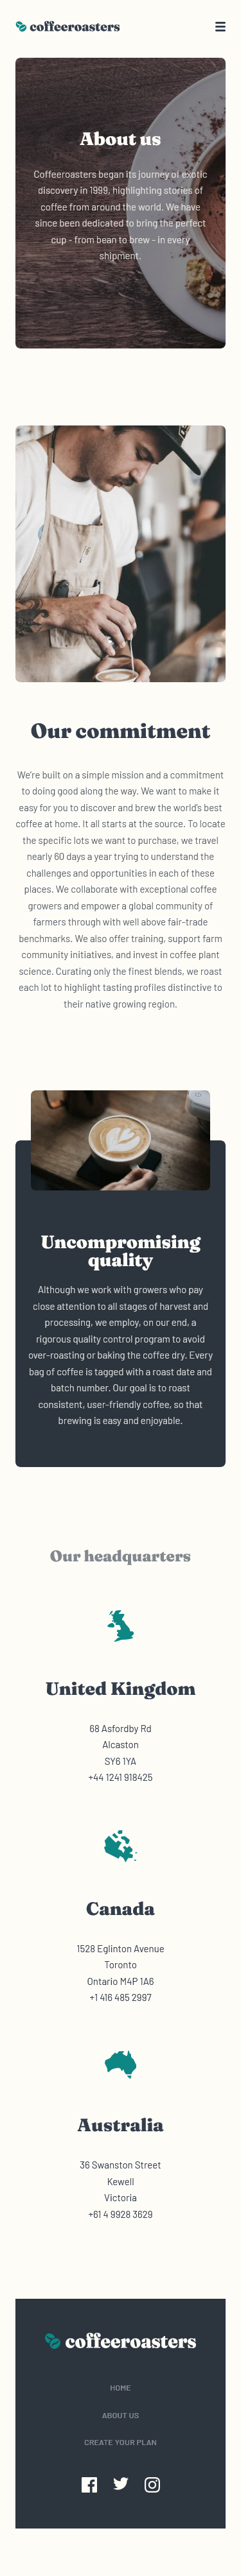 coffeeroasters
About us
Coffeeroasters began its journey of exotic
discovery in 1999, highlighting stories of
coffee from around the world. We have
since been dedicated to bring the perfect
cup - from bean to brew - in every
shipment.
Our commitment
We're built on a simple mission and a commitment
to doing good along the way. We want to make it
easy for you to discover and brew the world's best
coffee at home. It all starts at the source. To locate
the specific lots we want to purchase, we travel
nearly 60 days a year trying to understand the
challenges and opportunities in each of these
places. We collaborate with exceptional coffee
growers and empower a global community of
farmers through with well above fair-trade
benchmarks. We also offer training, support farm
community initiatives, and invest in coffee plant
science. Curating only the finest blends, we roast
each lot to highlight tasting profiles distinctive to
their native growing region.
Uncompromising
quality
Although we work with growers who pay
close attention to all stages of harvest and
processing, we employ, on our end, a
rigorous quality control program to avoid
over-roasting or baking the coffee dry. Every
bag of coffee is tagged with a roast date and
batch number. Our goal is to roast
consistent, user-friendly coffee, so that
brewing is easy and enjoyable.
Our headquarters
United Kingdom
68 Asfordby Rd
Alcaston
SY6 1YA
+44 1241 918425
Canada
1528 Eglinton Avenue
Toronto
Ontario M4P 1A6
+1 416 485 2997
Australia
36 Swanston Street
Kewell
Victoria
+61 4 9928 3629
coffeeroasters
HOME
ABOUT US
CREATE YOUR PLAN